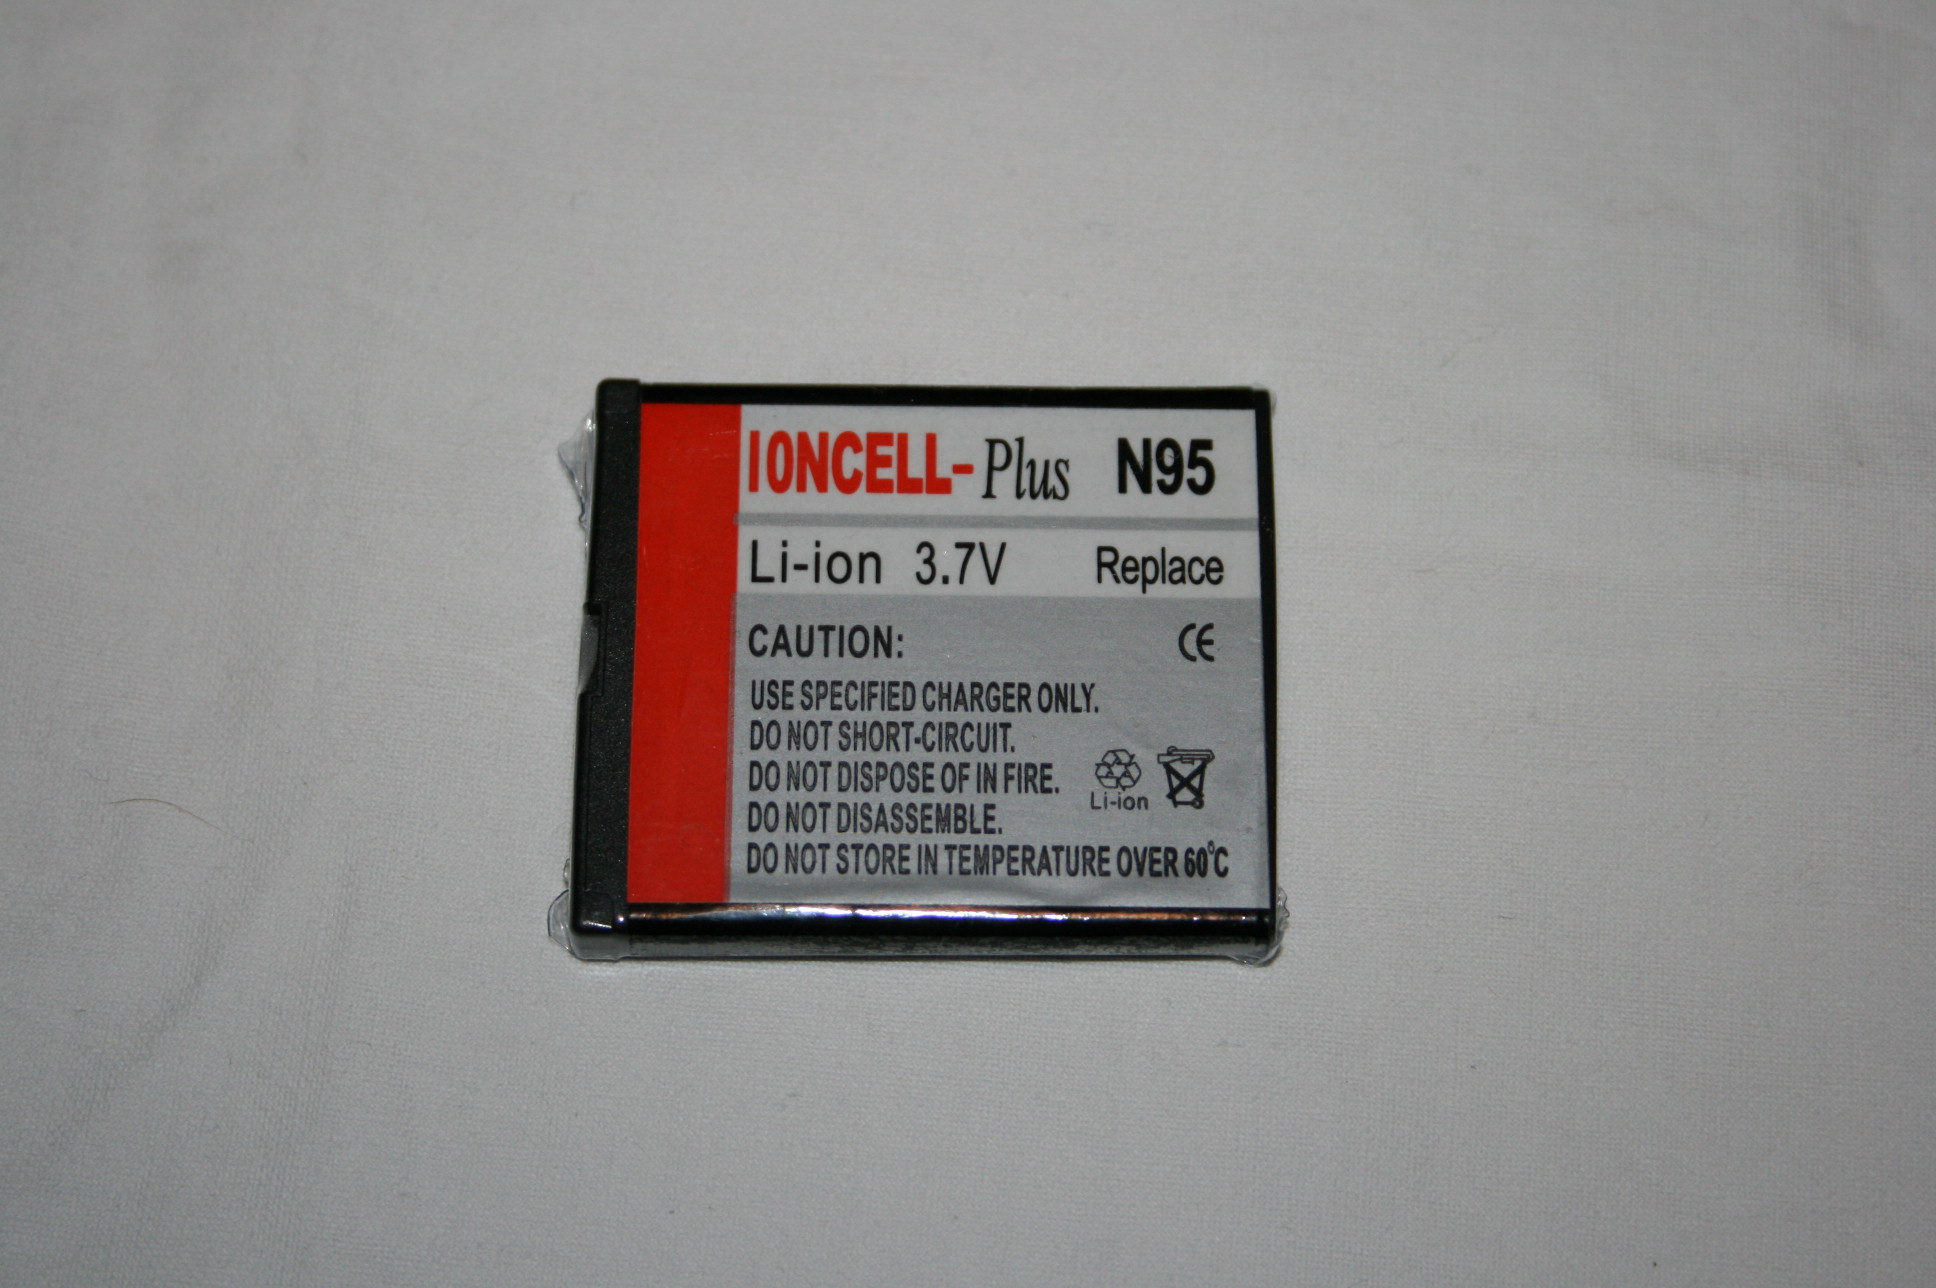 IONCELL-Plus N95
Li-ion 3.7V Replace
CAUTION: CE
USE SPECIFIED CHARGER ONLY.
DO NOT SHORT-CIRCUIT.
DO NOT DISPOSE OF IN FIRE.
Li-ion
DO NOT DISASSEMBLE.
DO NOT STORE IN TEMPERATURE OVER 60°C